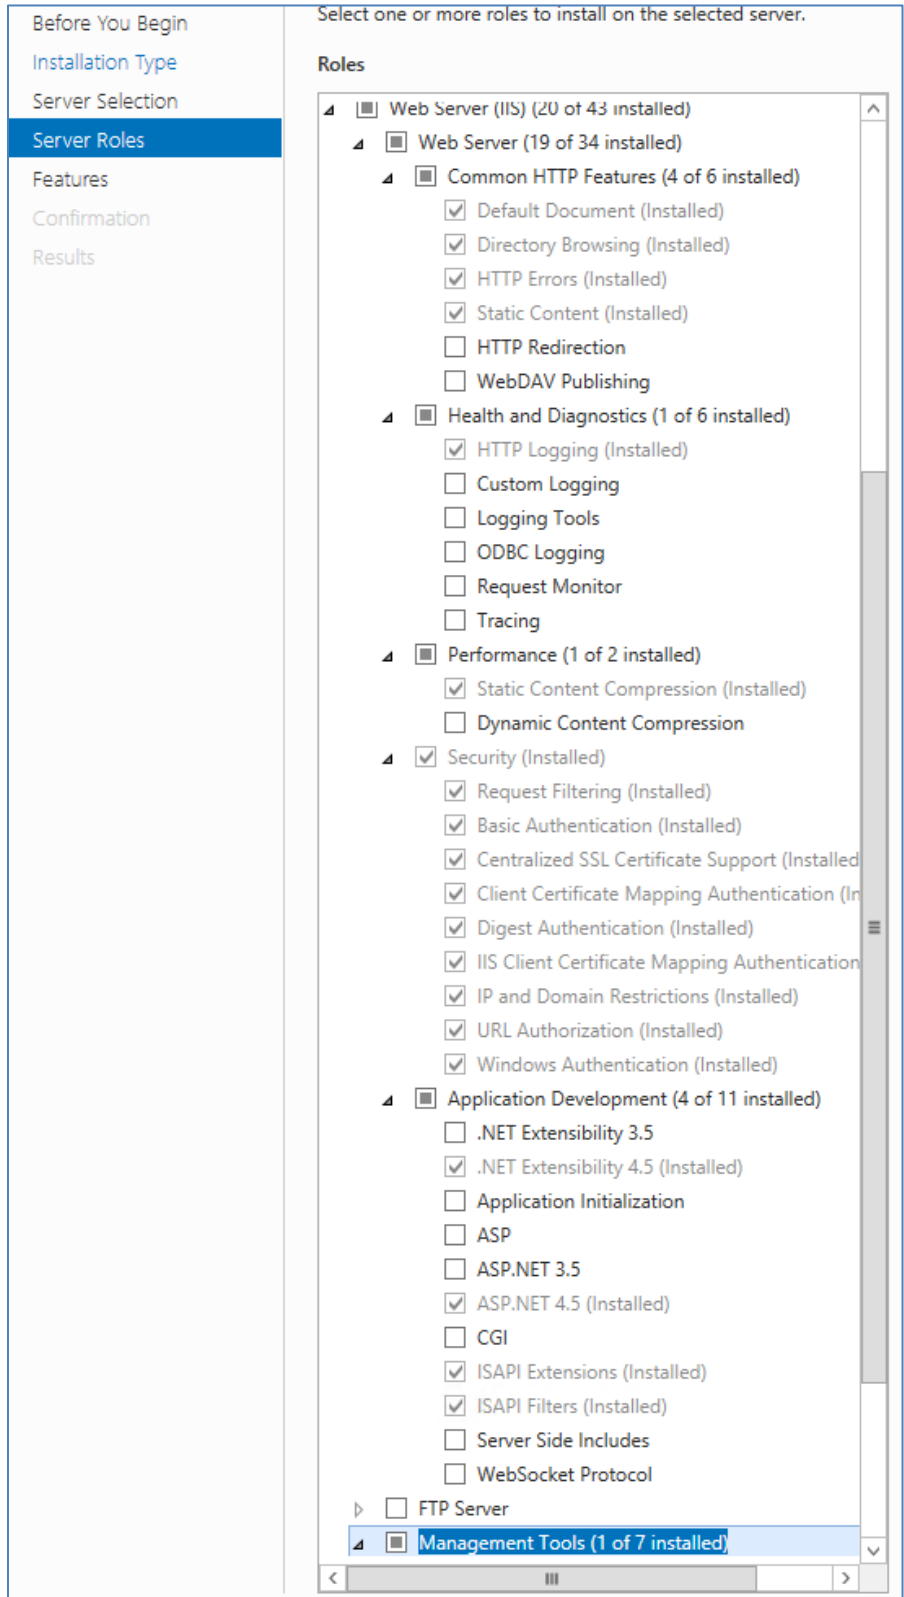 Before You Begin
Installation Type
Server Selection
Server Roles
Features
Confirmation
Results
Select one or more roles to install on the selected server.
Roles
Web Server (IIS) (20 of 43 installed)
Web Server (19 of 34 installed)
Common HTTP Features (4 of 6 installed)
Default Document (Installed)
Directory Browsing (Installed)
HTTP Errors (Installed)
Static Content (Installed)
HTTP Redirection
WebDAV Publishing
Health and Diagnostics (1 of 6 installed)
HTTP Logging (Installed)
Custom Logging
Logging Tools
ODBC Logging
Request Monitor
Tracing
Performance (1 of 2 installed)
Static Content Compression (Installed)
Dynamic Content Compression
Security (Installed)
Request Filtering (Installed)
Basic Authentication (Installed)
Centralized SSL Certificate Support (Installed
Client Certificate Mapping Authentication (In
Digest Authentication (Installed)
IIS Client Certificate Mapping Authentication
IP and Domain Restrictions (Installed)
URL Authorization (Installed)
Windows Authentication (Installed)
Application Development (4 of 11 installed)
.NET Extensibility 3.5
.NET Extensibility 4.5 (Installed)
Application Initialization
ASP
ASP.NET 3.5
ASP.NET 4.5 (Installed)
CGI
ISAPI Extensions (Installed)
ISAPI Filters (Installed)
Server Side Includes
WebSocket Protocol
FTP Server
Management Tools (1 of 7 installed)